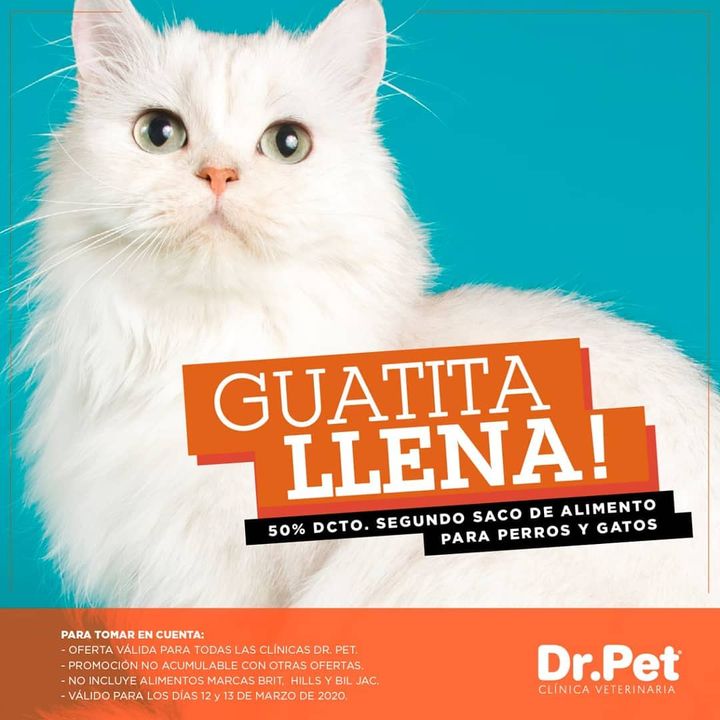 GUATITA
LLENA!
50% DCTO. SEGUNDO SACO DE ALIMENTO
PARA PERROS Y GATOS
PARA TOMAR EN CUENTA:
- OFERTA VÁLIDA PARA TODAS LAS CLÍNICAS DR. PET.
- PROMOCIÓN NO ACUMULABLE CON OTRAS OFERTAS.
- NO INCLUYE ALIMENTOS MARCAS BRIT,  HILLS Y BIL JAC.
- VÁLIDO PARA LOS DÍAS 12 y 13 DE MARZO DE 2020.
Dr.Pet®
CLÍNICA VETERINARIA